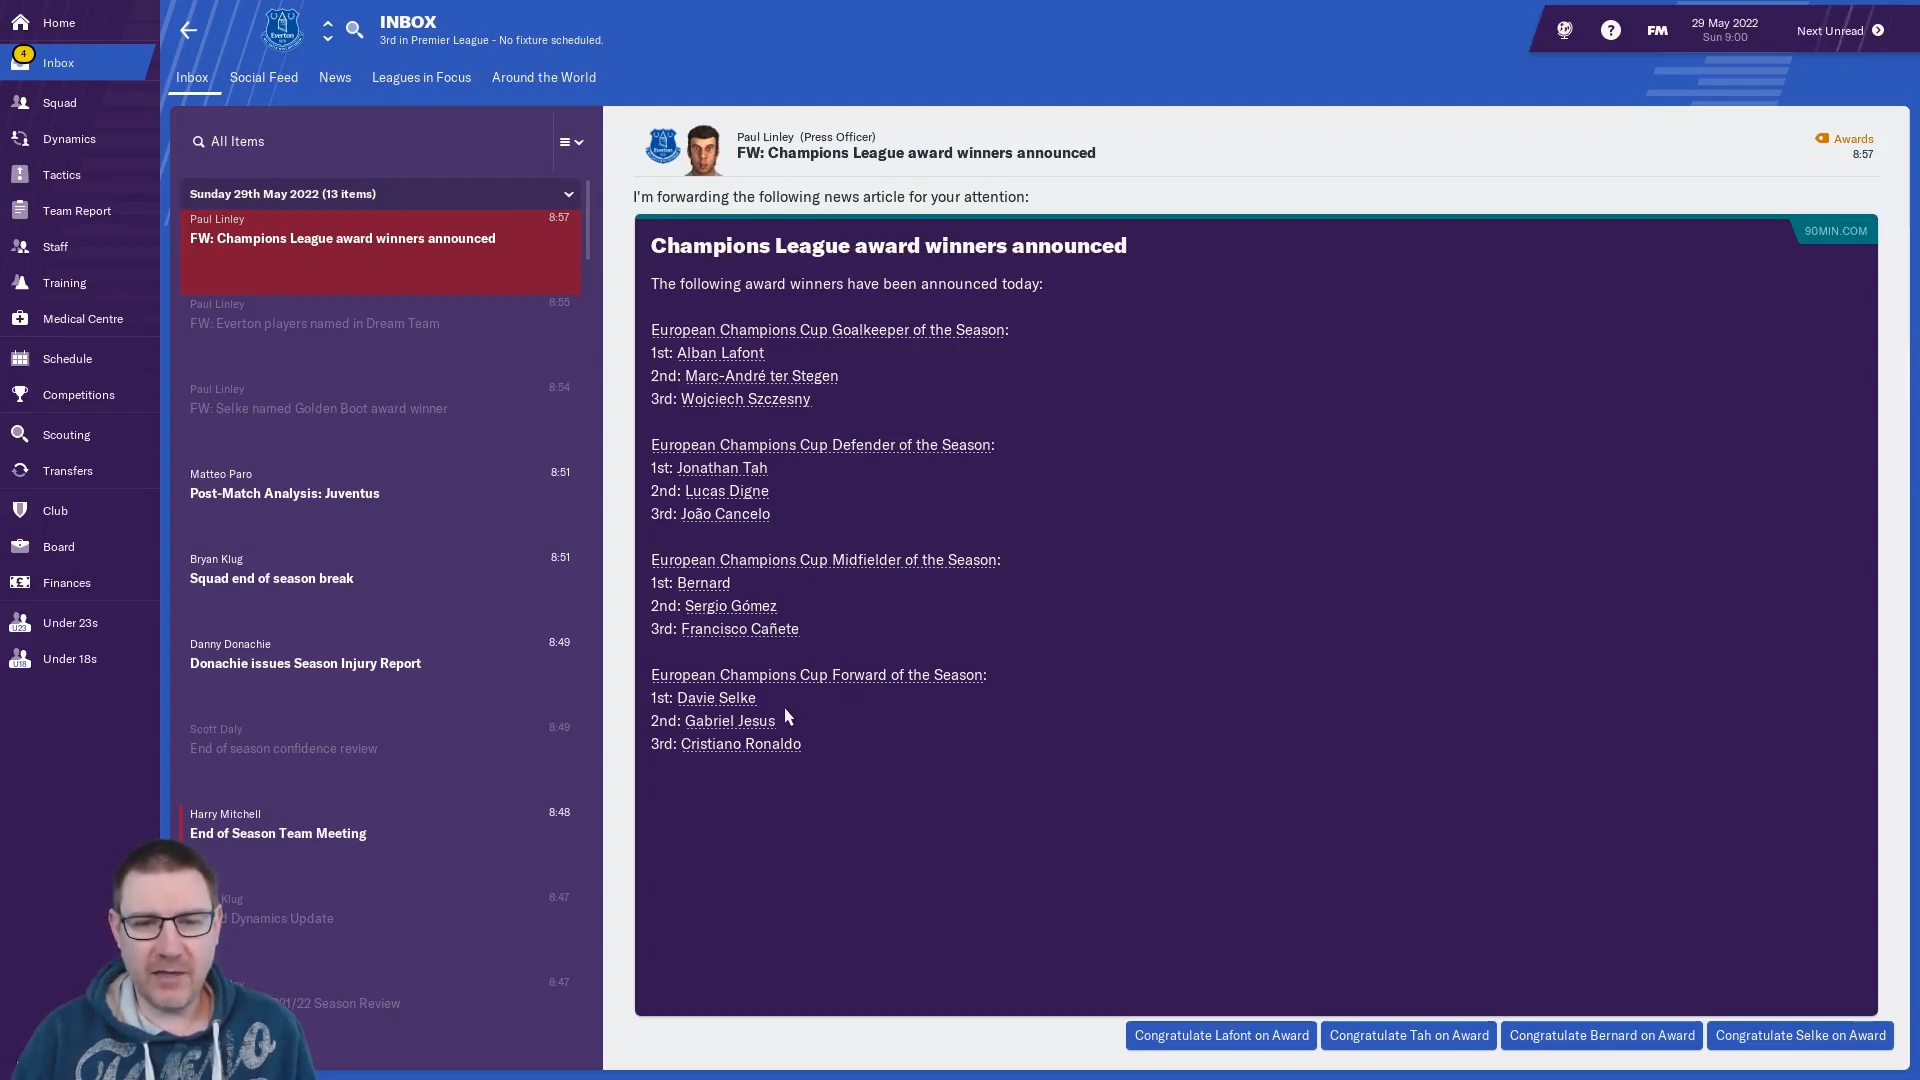 Home
4
Inbox
Squad
Dynamics
Tactics
Team Report
Staff
Training
Medical Centre
Schedule
Competitions
Scouting
Transfers
Club
Board
Finances
U23
Under 23s
U18
Under 18s
Everton
INBOX
3rd in Premier League - No fixture scheduled.
?
FM
29 May 2022
Sun 9:00
Next Unread
Inbox
Social Feed
News
Leagues in Focus
Around the World
All Items
Sunday 29th May 2022 (13 items)
Paul Linley 8:57
FW: Champions League award winners announced
Paul Linley 8:55
FW: Everton players named in Dream Team
Paul Linley 8:54
FW: Selke named Golden Boot award winner
Matteo Paro 8:51
Post-Match Analysis: Juventus
Bryan Klug 8:51
Squad end of season break
Danny Donachie 8:49
Donachie issues Season Injury Report
Scott Daly 8:49
End of season confidence review
Harry Mitchell 8:48
End of Season Team Meeting
Klug 8:47
Dynamics Update
8:47
21/22 Season Review
Everton
Paul Linley (Press Officer)
FW: Champions League award winners announced
Awards
8:57
I'm forwarding the following news article for your attention:
90MIN.COM
Champions League award winners announced
The following award winners have been announced today:
European Champions Cup Goalkeeper of the Season:
1st: Alban Lafont
2nd: Marc-André ter Stegen
3rd: Wojciech Szczesny
European Champions Cup Defender of the Season:
1st: Jonathan Tah
2nd: Lucas Digne
3rd: João Cancelo
European Champions Cup Midfielder of the Season:
1st: Bernard
2nd: Sergio Gómez
3rd: Francisco Cañete
European Champions Cup Forward of the Season:
1st: Davie Selke
2nd: Gabriel Jesus
3rd: Cristiano Ronaldo
Congratulate Lafont on Award
Congratulate Tah on Award
Congratulate Bernard on Award
Congratulate Selke on Award